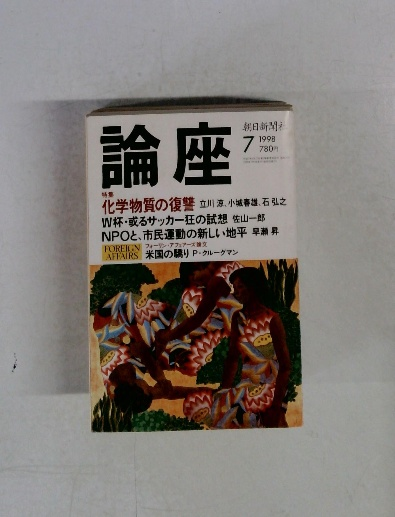 論座
朝日新聞社
7 1998
780円
特集
化学物質の復讐 立川 涼、小城春雄、石 弘之
W杯・或るサッカー狂の試想 佐山一郎
NPOと、市民運動の新しい地平 早瀬 昇
FOREIGN AFFAIRS
フォーリン・アフェアーズ論文
米国の驕り P・クルーグマン